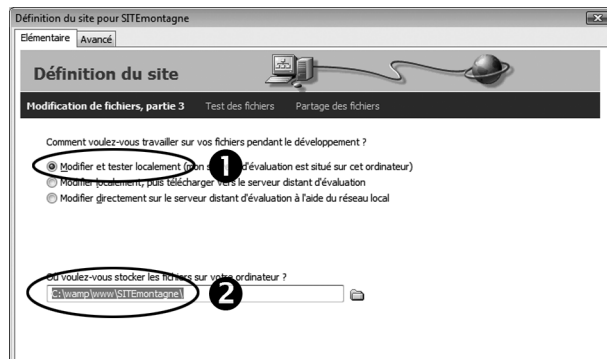 Définition du site pour SITEmontagne
Elémentaire Avancé
Définition du site
Modification de fichiers, partie 3 Test des fichiers Partage des fichiers
Comment voulez-vous travailler sur vos fichiers pendant le développement ?
Modifier et tester localement (mon d'évaluation est situé sur cet ordinateur)
1
Modifier localement, puis télécharger vers le serveur distant d'évaluation
Modifier directement sur le serveur distant d'évaluation à l'aide du réseau local
Où voulez-vous stocker les fichiers sur votre ordinateur ?
C:\wamp\www\SITEmontagne\
2